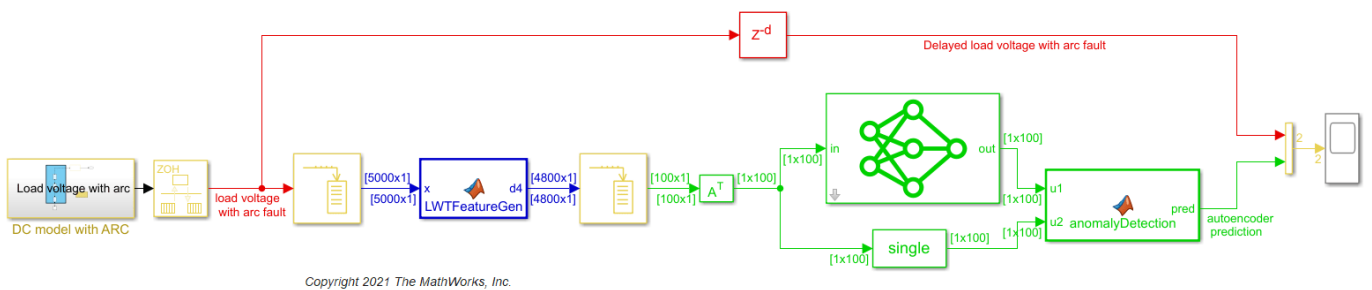 Z-d
Delayed load voltage with arc fault
ZOH
Load voltage with arc
DC model with ARC
load voltage
with arc fault
[5000x1]
[5000x1]
x
d4
LWTFeatureGen
[4800x1]
[4800x1]
[100x1]
[100x1]
AT
[1x100]
[1x100]
in
out
[1x100]
[1x100]
u1
u2
pred
anomalyDetection
[1x100]
single
[1x100]
[1x100]
autoencoder
prediction
2
2
Copyright 2021 The MathWorks, Inc.